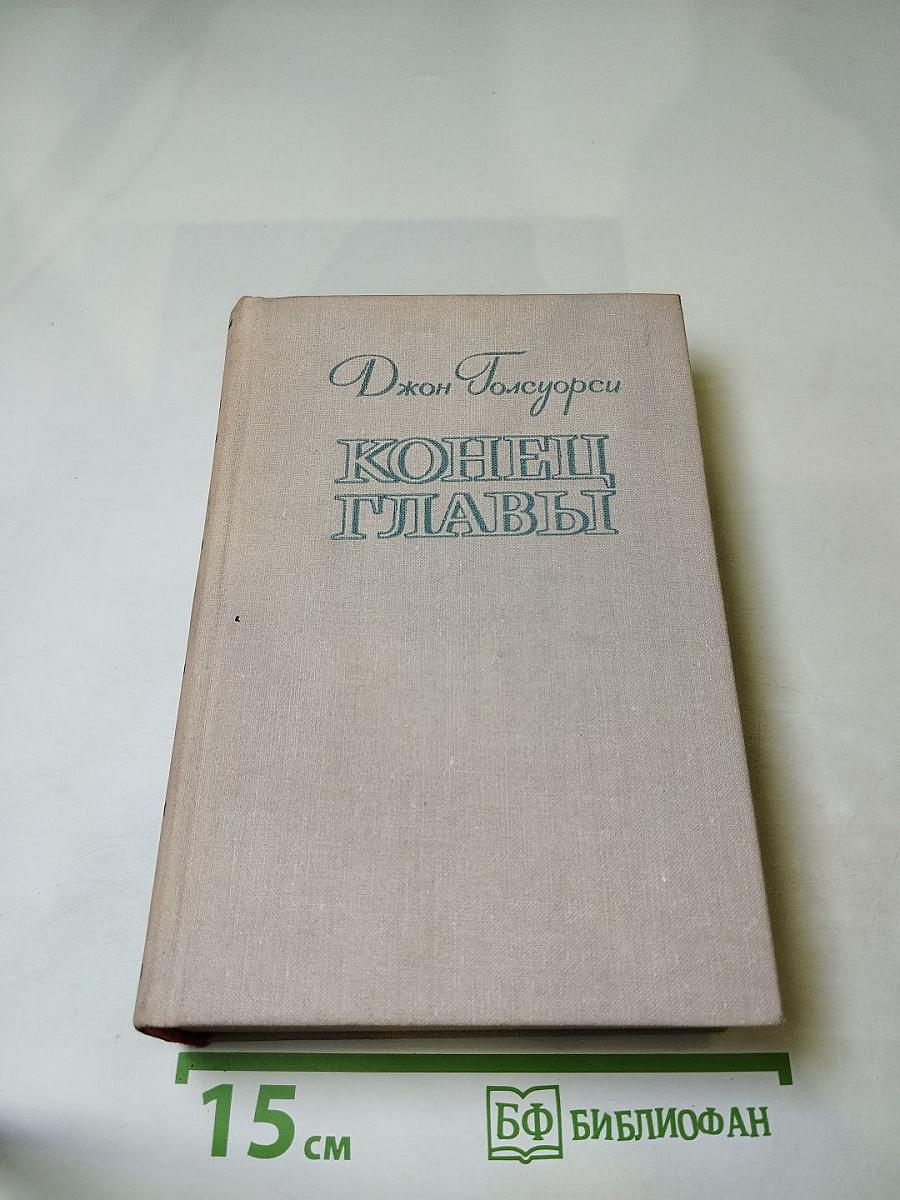 Джон Голсуорси
КОНЕЦ
ГЛАВЫ
15 см
БФ БИБЛИОФАН